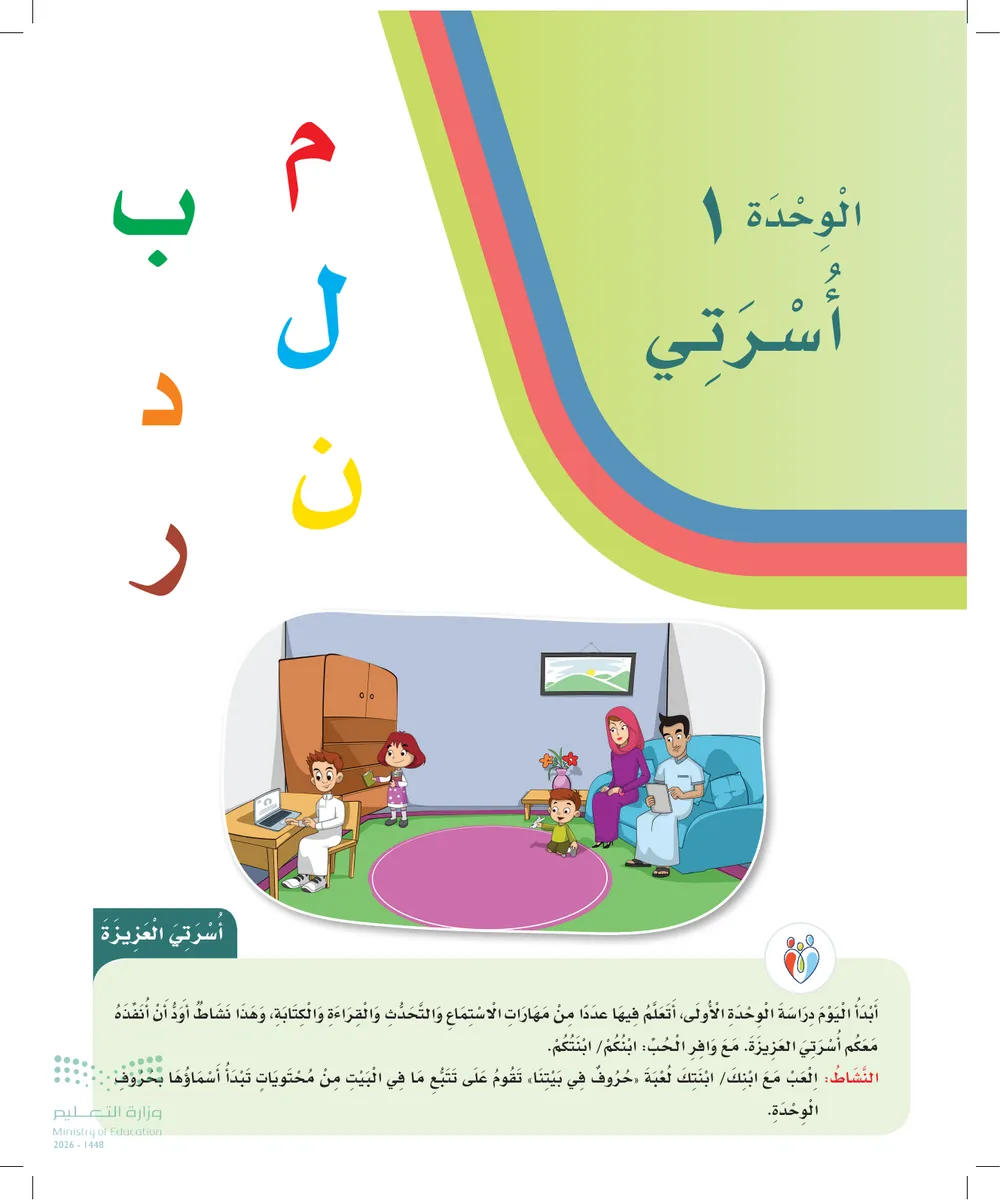 الْوِحْدَة ١
أُسْرَتِي
م
ب
ل
د
ن
ر
أُسْرَتِيَ الْعَزِيزَةَ
أَبْدَأُ الْيَوْمَ دِرَاسَةَ الْوِحْدَةِ الْأُولَى، أَتَعَلَّمُ فِيهَا عدَدًا مِنْ مَهَارَاتِ الِاسْتِمَاعِ وَالتَّحَدُّثِ وَالْقِرَاءَةِ وَالْكِتَابَةِ، وَهَذَا نَشَاطٌ أَوَدُّ أَنْ أُنَفِّذَهُ
مَعَكُم أُسْرَتِيَ العَزِيزَةَ. مَعَ وَافِرِ الْحُبِّ: ابْنُكُمْ/ ابْنَتُكُمْ.
النَّشَاطُ: الِْعَبْ مَعَ ابْنِكَ/ ابْنَتِكَ لُعْبَةَ «حُرُوفٌ فِي بَيْتِنَا» تَقُومُ عَلَى تَتَبُّعِ مَا فِي الْبَيْتِ مِنْ مُحْتَوَيَاتٍ تَبْدَأُ أَسْمَاؤُهَا بِحُرُوفِ
الْوِحْدَةِ.
وزارة التعليم
Ministry of Education
2026 - 1448